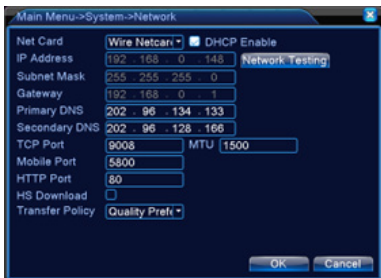 Main Menu->System->Network
Net Card Wire Netcar DHCP Enable
IP Address 192 . 168 . 0 . 148 Network Testing
Subnet Mask 255 . 255 . 255 . 0
Gateway 192 . 168 . 0 . 1
Primary DNS 202 . 96 . 134 . 133
Secondary DNS 202 . 96 . 128 . 166
TCP Port 9008 MTU 1500
Mobile Port 5800
HTTP Port 80
HS Download
Transfer Policy Quality Prefe
OK Cancel